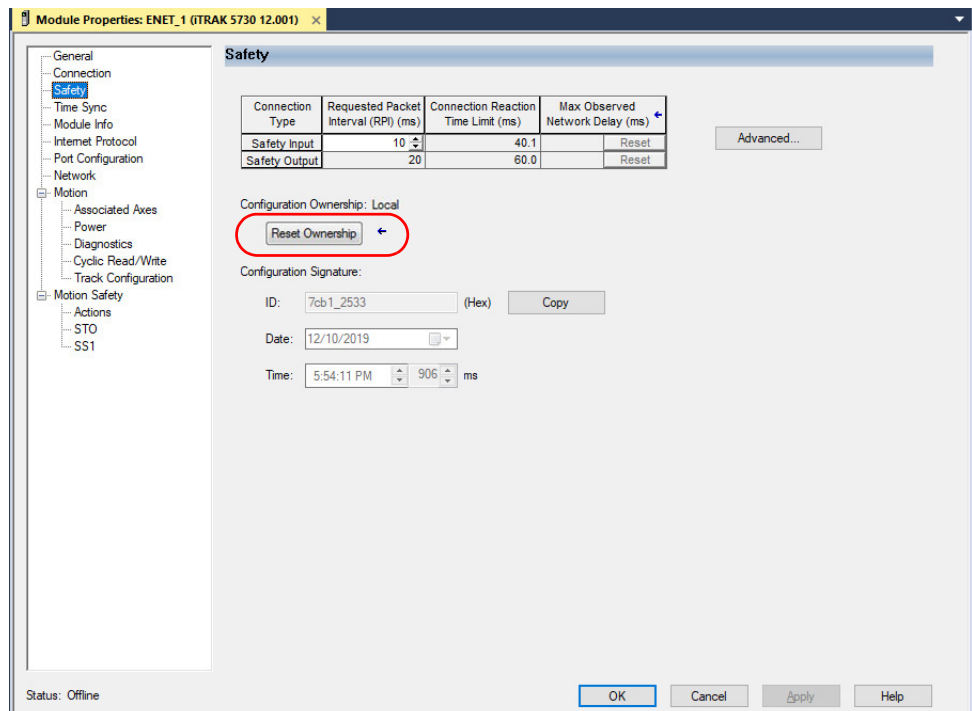 Module Properties: ENET_1 (iTRAK 5730 12.001) ×
General
Connection
Safety
Time Sync
Module Info
Internet Protocol
Port Configuration
Network
Motion
Associated Axes
Power
Diagnostics
Cyclic Read/Write
Track Configuration
Motion Safety
Actions
STO
SS1
Safety
Connection Type
Requested Packet Interval (RPI) (ms)
Connection Reaction Time Limit (ms)
Max Observed Network Delay (ms)
Safety Input 10 40.1 Reset
Safety Output 20 60.0 Reset
Advanced...
Configuration Ownership: Local
Reset Ownership
Configuration Signature:
ID: 7cb1_2533 (Hex) Copy
Date: 12/10/2019
Time: 5:54:11 PM 906 ms
Status: Offline
OK Cancel Apply Help